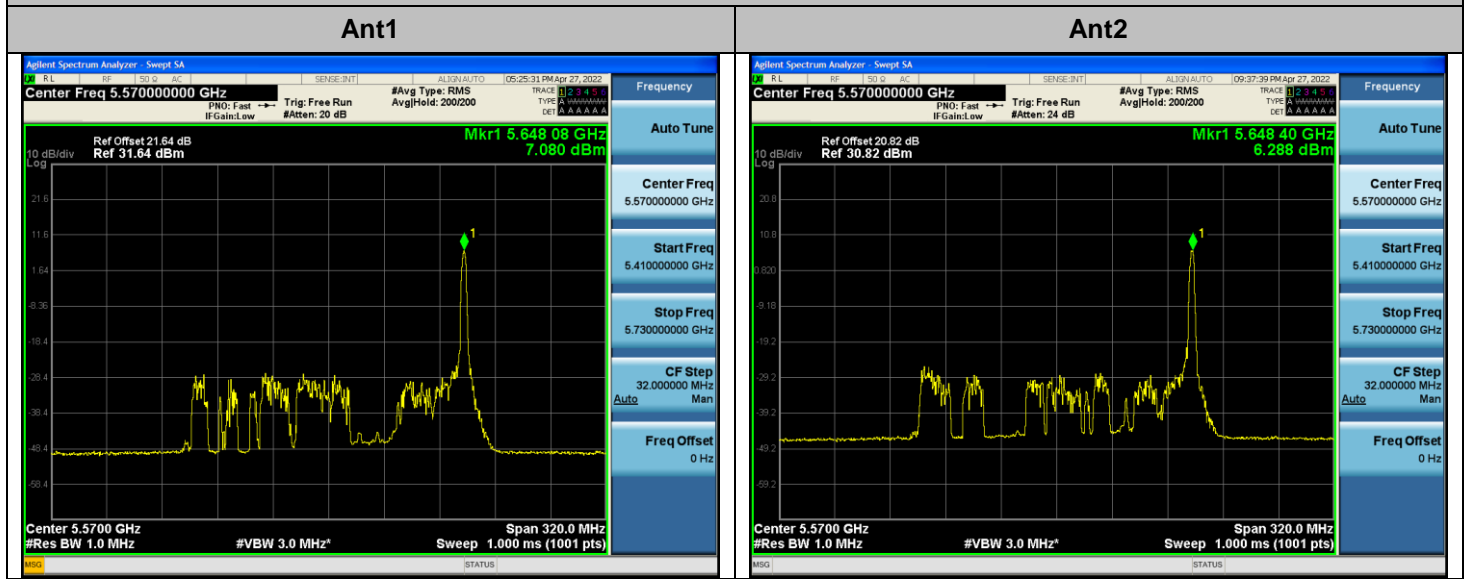 Ant1
Ant2
Agilent Spectrum Analyzer - Swept SA
RL RF 50 Ω AC SENSE:INT ALIGN AUTO 05:25:31 PM Apr 27, 2022
Center Freq 5.570000000 GHz
#Avg Type: RMS
TRACE 1 2 3 4 5 6
PNO: Fast
Trig: Free Run
Avg|Hold: 200/200
TYPE A
IFGain:Low
#Atten: 20 dB
DET A A A A A A
Mkr1 5.648 08 GHz
Ref Offset 21.64 dB
10 dB/div Ref 31.64 dBm
7.080 dBm
Log
21.6
11.6
1
1.64
-8.36
-18.4
-28.4
-38.4
-48.4
-58.4
Center 5.5700 GHz
Span 320.0 MHz
#Res BW 1.0 MHz
#VBW 3.0 MHz*
Sweep 1.000 ms (1001 pts)
MSG
STATUS
Frequency
Auto Tune
Center Freq
5.570000000 GHz
Start Freq
5.410000000 GHz
Stop Freq
5.730000000 GHz
CF Step
32.000000 MHz
Auto Man
Freq Offset
0 Hz
Agilent Spectrum Analyzer - Swept SA
RL RF 50 Ω AC SENSE:INT ALIGN AUTO 09:37:39 PM Apr 27, 2022
Center Freq 5.570000000 GHz
#Avg Type: RMS
TRACE 1 2 3 4 5 6
PNO: Fast
Trig: Free Run
Avg|Hold: 200/200
TYPE A
IFGain:Low
#Atten: 24 dB
DET A A A A A A
Mkr1 5.648 40 GHz
Ref Offset 20.82 dB
10 dB/div Ref 30.82 dBm
6.288 dBm
Log
20.8
10.8
1
0.820
-9.18
-19.2
-29.2
-39.2
-49.2
-59.2
Center 5.5700 GHz
Span 320.0 MHz
#Res BW 1.0 MHz
#VBW 3.0 MHz*
Sweep 1.000 ms (1001 pts)
MSG
STATUS
Frequency
Auto Tune
Center Freq
5.570000000 GHz
Start Freq
5.410000000 GHz
Stop Freq
5.730000000 GHz
CF Step
32.000000 MHz
Auto Man
Freq Offset
0 Hz